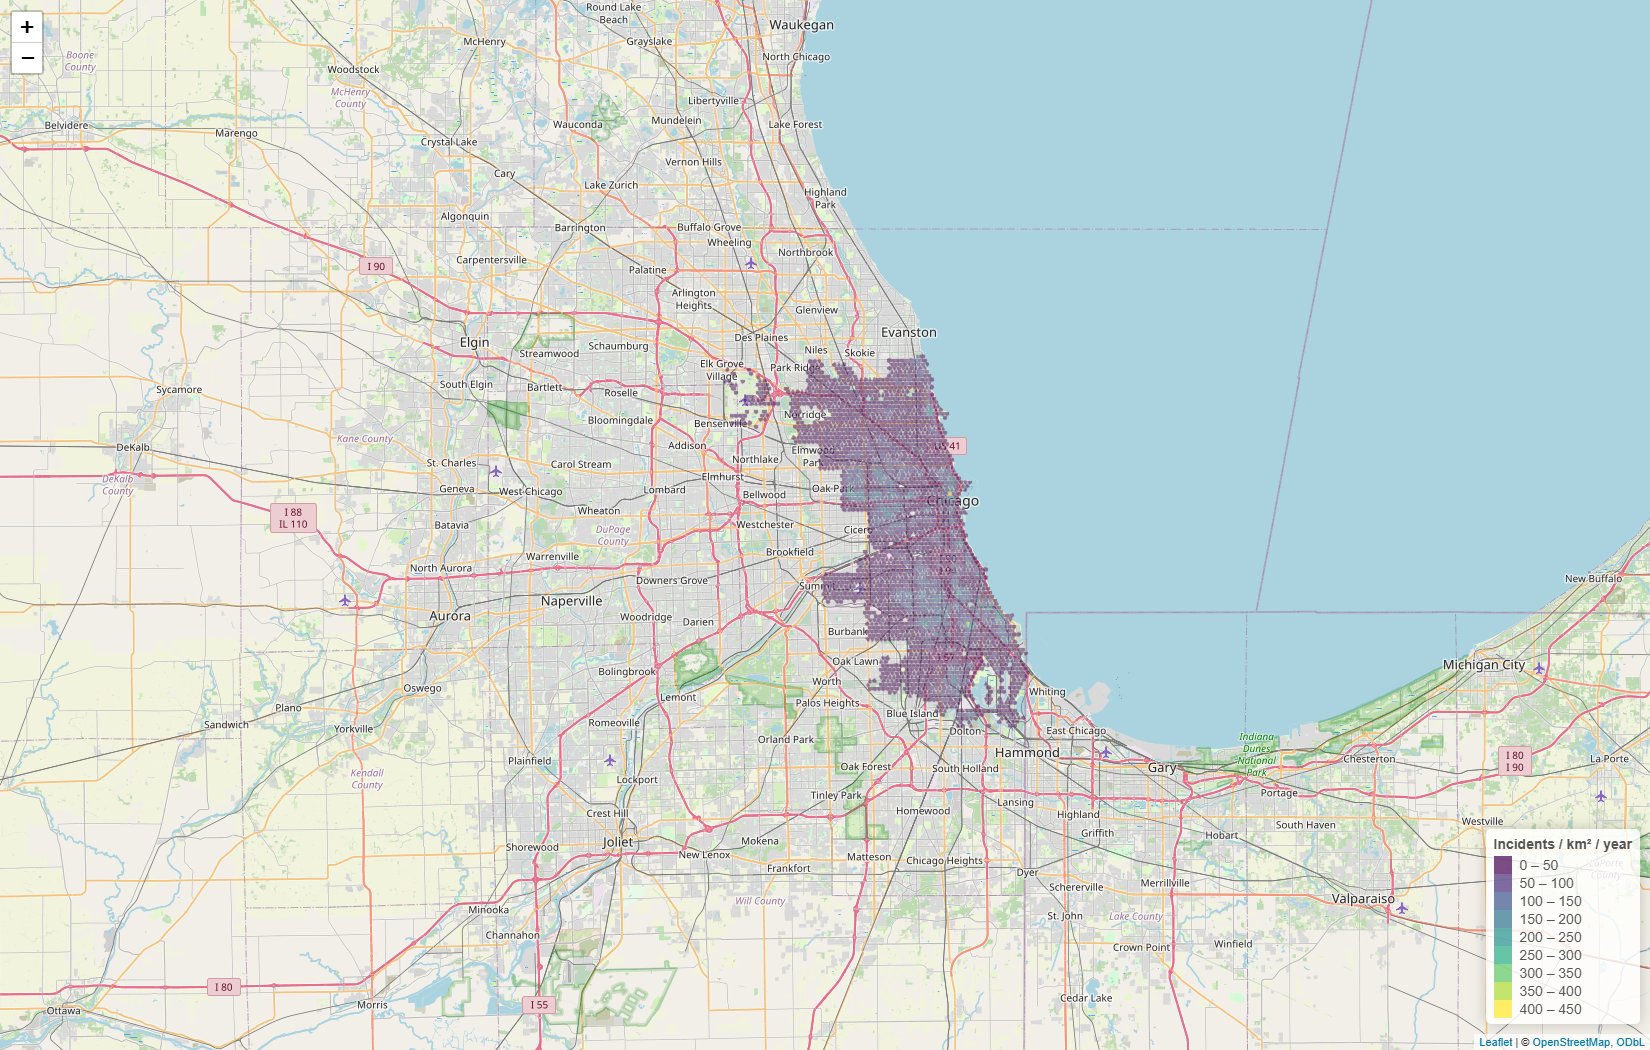 +
−
Round Lake
Beach
Waukegan
McHenry
Grayslake
Boone
County
Woodstock
North Chicago
McHenry
County
Libertyville
Belvidere
Marengo
Wauconda
Mundelein
Lake Forest
Crystal Lake
Vernon Hills
Cary
Lake Zurich
Highland
Park
Algonquin
Barrington
Buffalo Grove
Wheeling
Northbrook
Carpentersville
I 90
Palatine
Arlington
Heights
Glenview
Evanston
Elgin
Des Plaines
Schaumburg
Streamwood
Niles
Skokie
Elk Grove
Village
Park Ridge
South Elgin
Bartlett
Roselle
Sycamore
Norridge
Bloomingdale
Bensenville
Kane County
Addison
DeKalb
41
Elmwood
Park
Northlake
St. Charles
Carol Stream
DeKalb
County
Elmhurst
Geneva
West Chicago
Lombard
Bellwood
Oak Park
Chicago
Wheaton
I 88
IL 110
Batavia
DuPage
County
Westchester
Cicero
Warrenville
Brookfield
North Aurora
Downers Grove
Summit
New Buffalo
Naperville
Aurora
Woodridge
Darien
Burbank
Oak Lawn
Michigan City
Bolingbrook
Worth
Oswego
Lemont
Whiting
Plano
Palos Heights
Sandwich
Yorkville
Romeoville
Blue Island
Dolton
East Chicago
Orland Park
Indiana
Dunes
National
Park
Hammond
Plainfield
I 80
I 90
La Porte
Chesterton
Kendall
County
Lockport
Oak Forest
South Holland
Gary
Tinley Park
Portage
Lansing
Crest Hill
Homewood
Highland
Westville
South Haven
Griffith
Hobart
Joliet
Shorewood
Mokena
New Lenox
Matteson
Chicago Heights
Frankfort
Dyer
Schererville
Merrillville
Will County
Valparaiso
Minooka
St. John
Lake County
Channahon
Crown Point
Winfield
I 80
Morris
I 55
Cedar Lake
Ottawa
Incidents / km² / year
0 – 50
50 – 100
100 – 150
150 – 200
200 – 250
250 – 300
300 – 350
350 – 400
400 – 450
Leaflet | © OpenStreetMap, ODbL